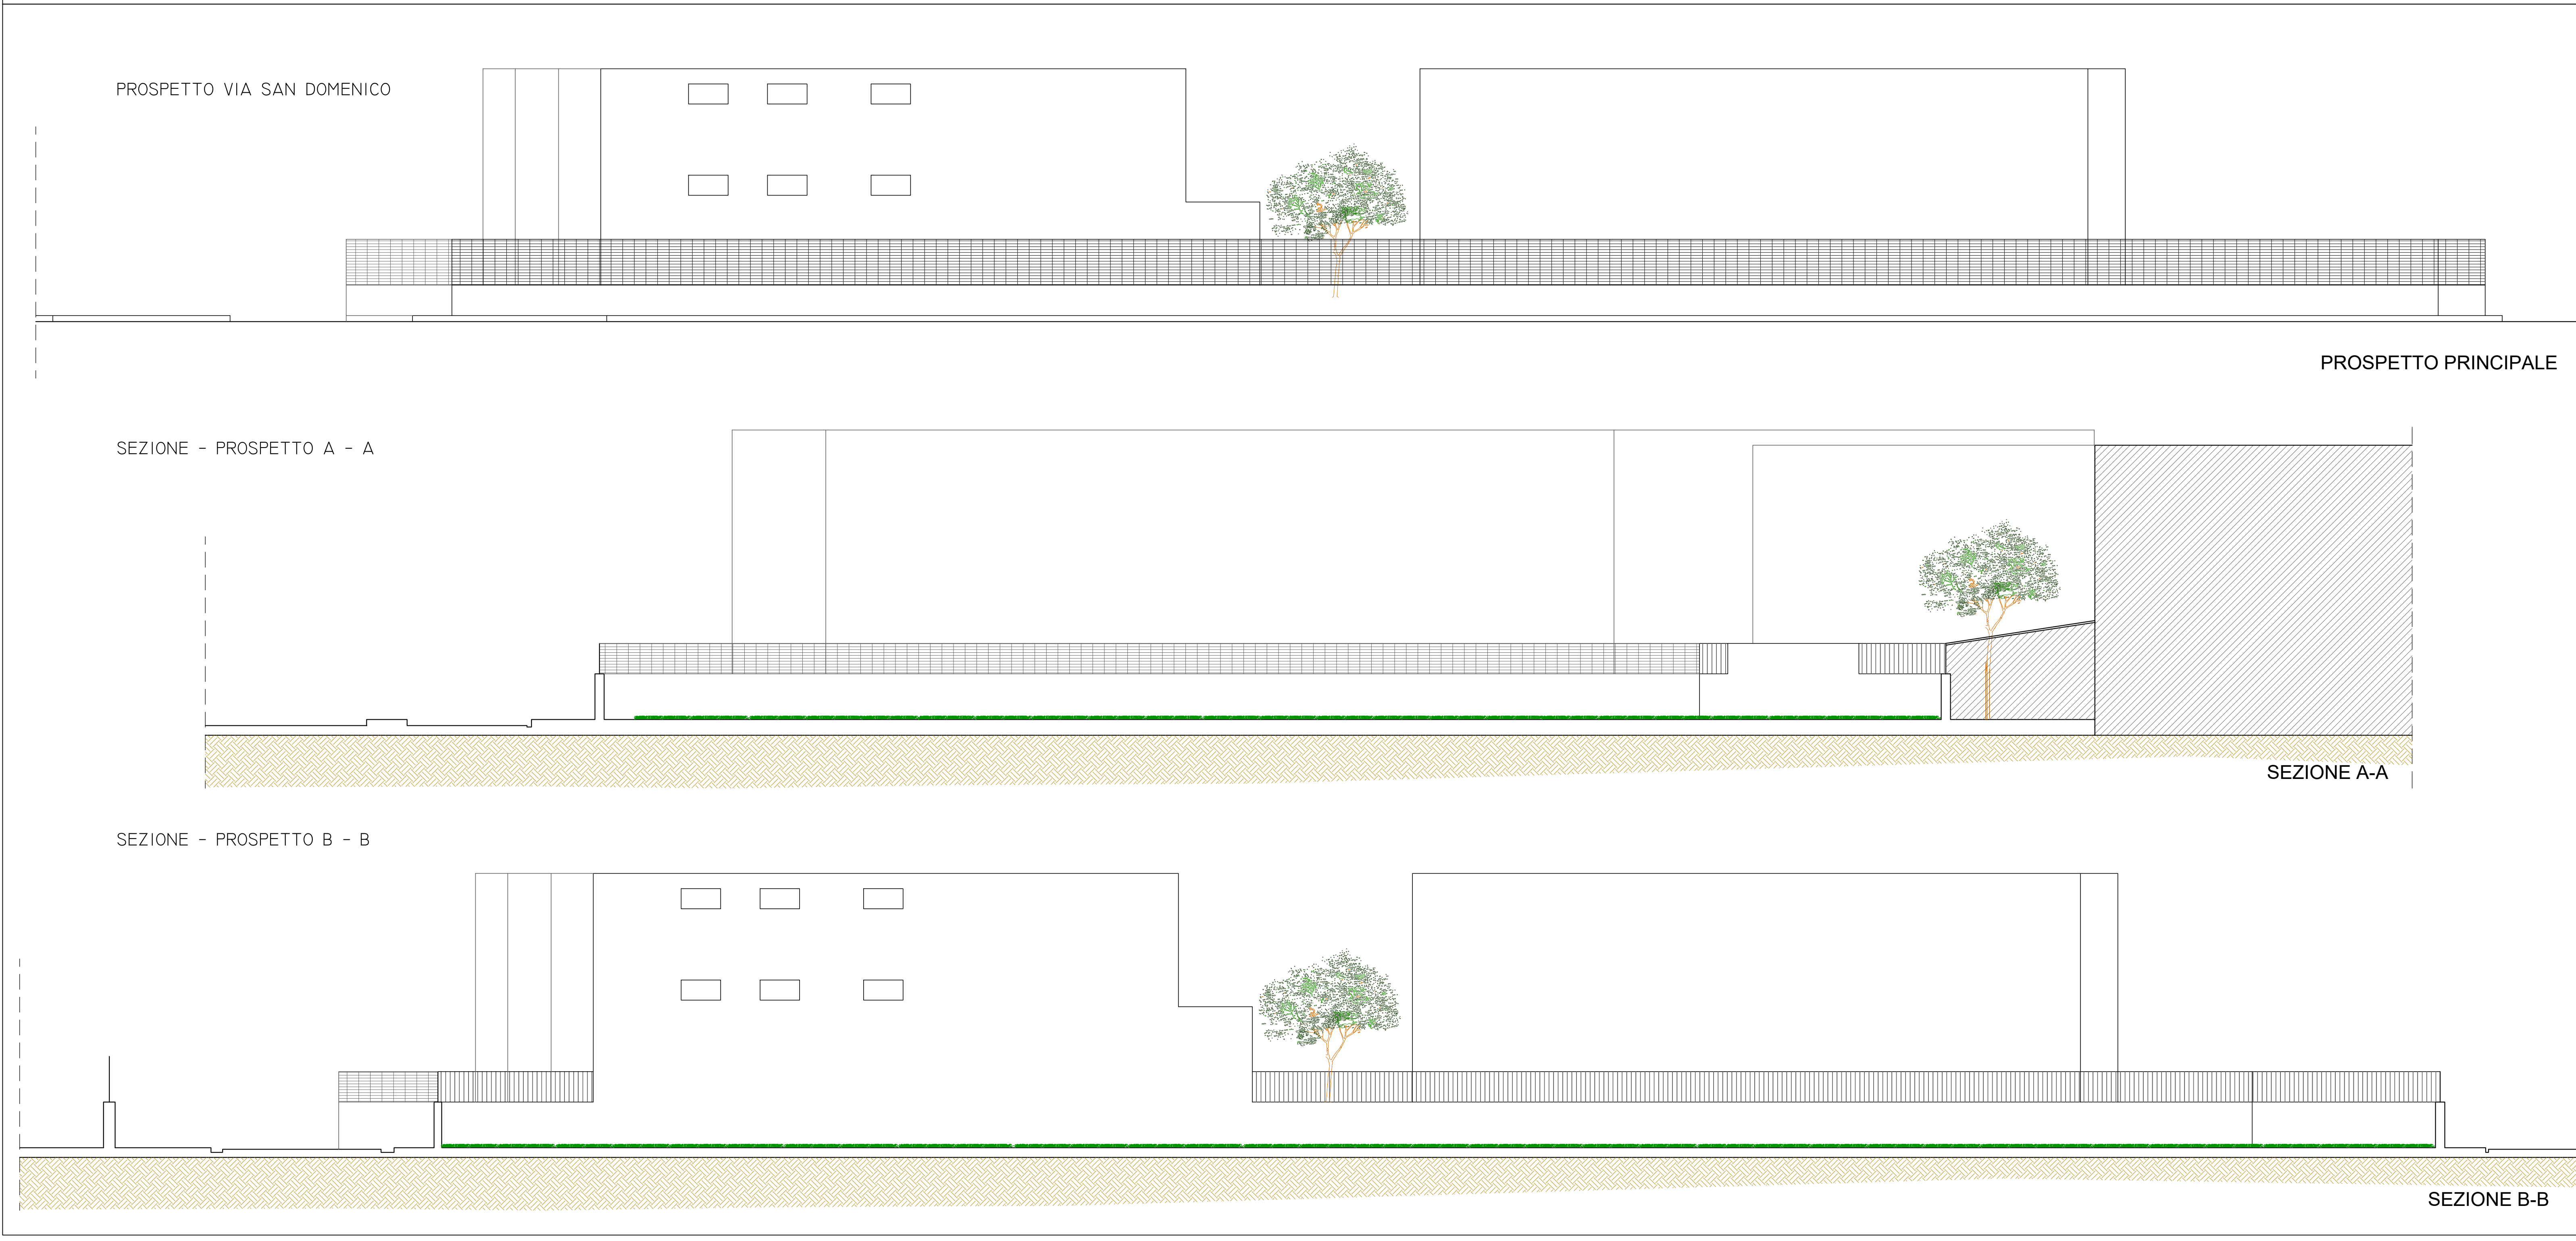 PROSPETTO VIA SAN DOMENICO
PROSPETTO PRINCIPALE
SEZIONE - PROSPETTO A - A
SEZIONE A-A
SEZIONE - PROSPETTO B - B
SEZIONE B-B